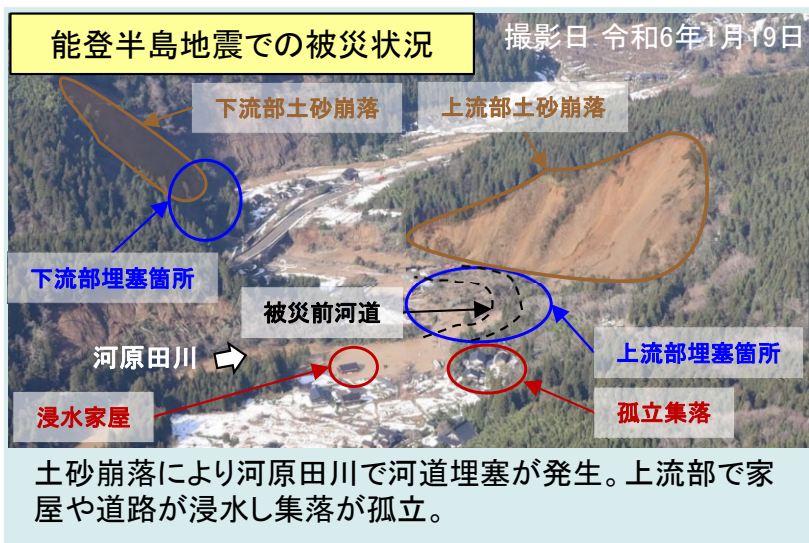 能登半島地震での被災状況
撮影日 令和6年1月19日
下流部土砂崩落
上流部土砂崩落
下流部埋塞箇所
被災前河道
河原田川
上流部埋塞箇所
浸水家屋
孤立集落
土砂崩落により河原田川で河道埋塞が発生。上流部で家
屋や道路が浸水し集落が孤立。